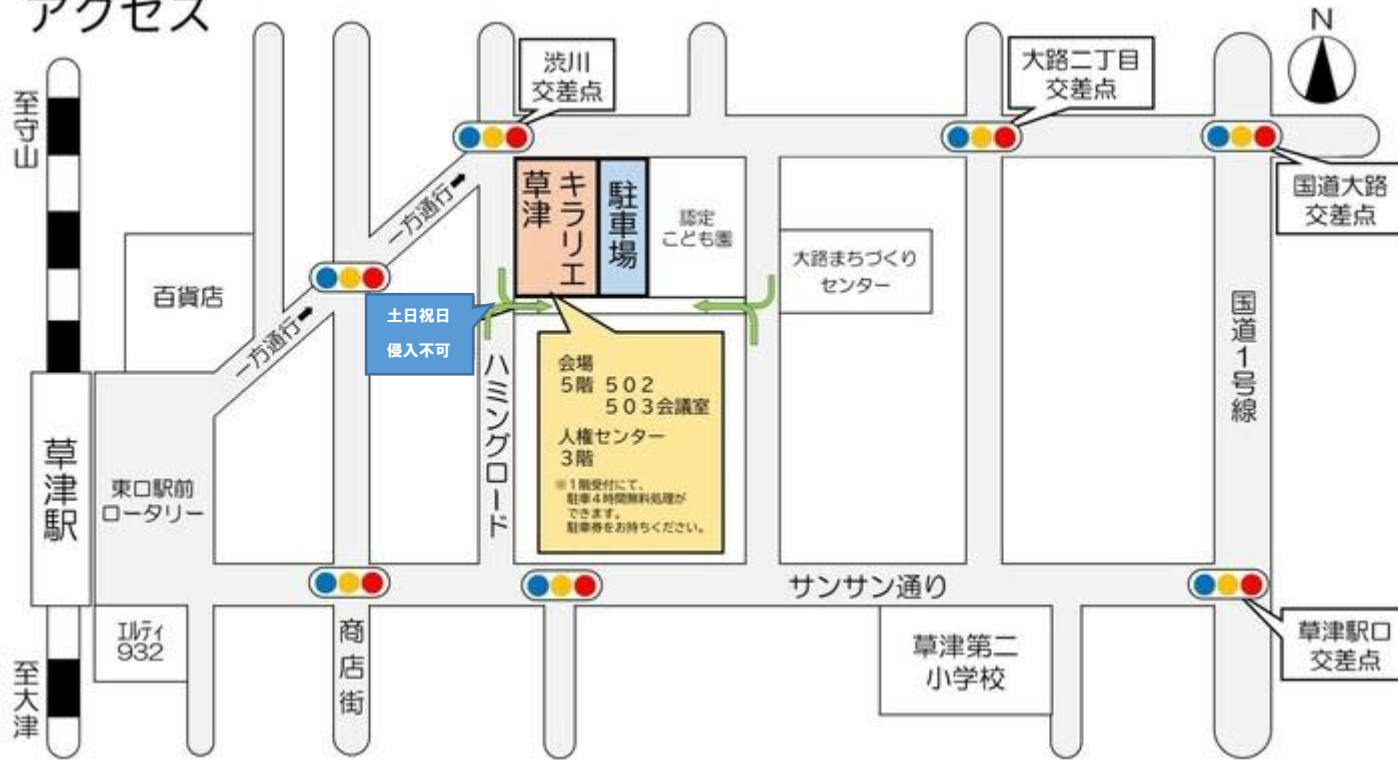 アクセス
N
至守山
渋川
交差点
大路二丁目
交差点
国道大路
交差点
一方通行➡
キラリエ
草津
駐車場
認定
こども園
大路まちづくり
センター
百貨店
一方通行➡
土日祝日
侵入不可
国道1号線
ハミングロード
会場
5階 502
503会議室
人権センター
3階
※1階受付にて、
駐車4時間無料処理が
できます。
駐車券をお持ちください。
草津駅
東口駅前
ロータリー
サンサン通り
エルティ
932
商店街
草津第二
小学校
草津駅口
交差点
至大津